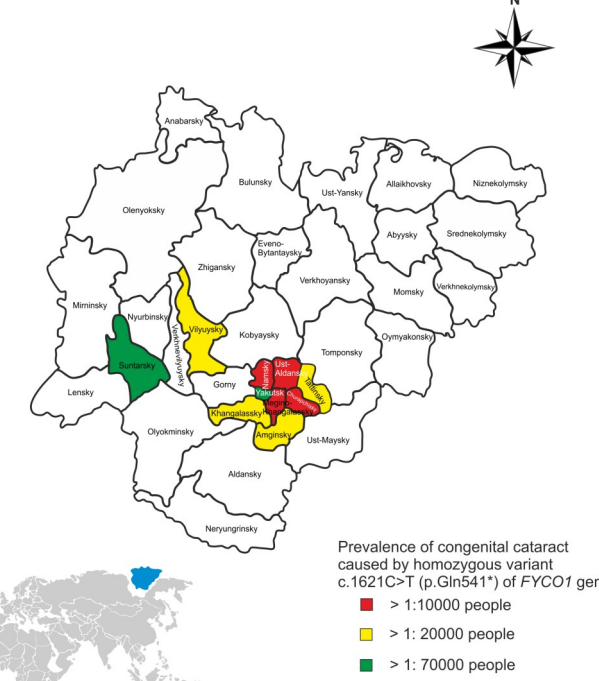 N
Anabarsky
Bulunsky
Ust-Yansky
Allaikhovsky
Niznekolymsky
Olenyoksky
Abyysky
Srednekolymsky
Eveno-
Bytantaysky
Zhigansky
Verkhoyansky
Momsky
Verkhnekolymsky
Mirninsky
Nyurbinsky
Verkhnevilyuysky
Vilyuysky
Kobyaysky
Oymyakonsky
Tomponsky
Suntarsky
Namsky
Ust-
Aldansky
Tattinsky
Lensky
Gorny
Yakutsk
Churapchinsky
Megino-
Khangalassky
Khangalassky
Olyokminsky
Amginsky
Ust-Maysky
Aldansky
Neryungrinsky
Prevalence of congenital cataract
caused by homozygous variant
c.1621C>T (p.Gln541*) of FYCO1 gen
> 1:10000 people
> 1: 20000 people
> 1: 70000 people